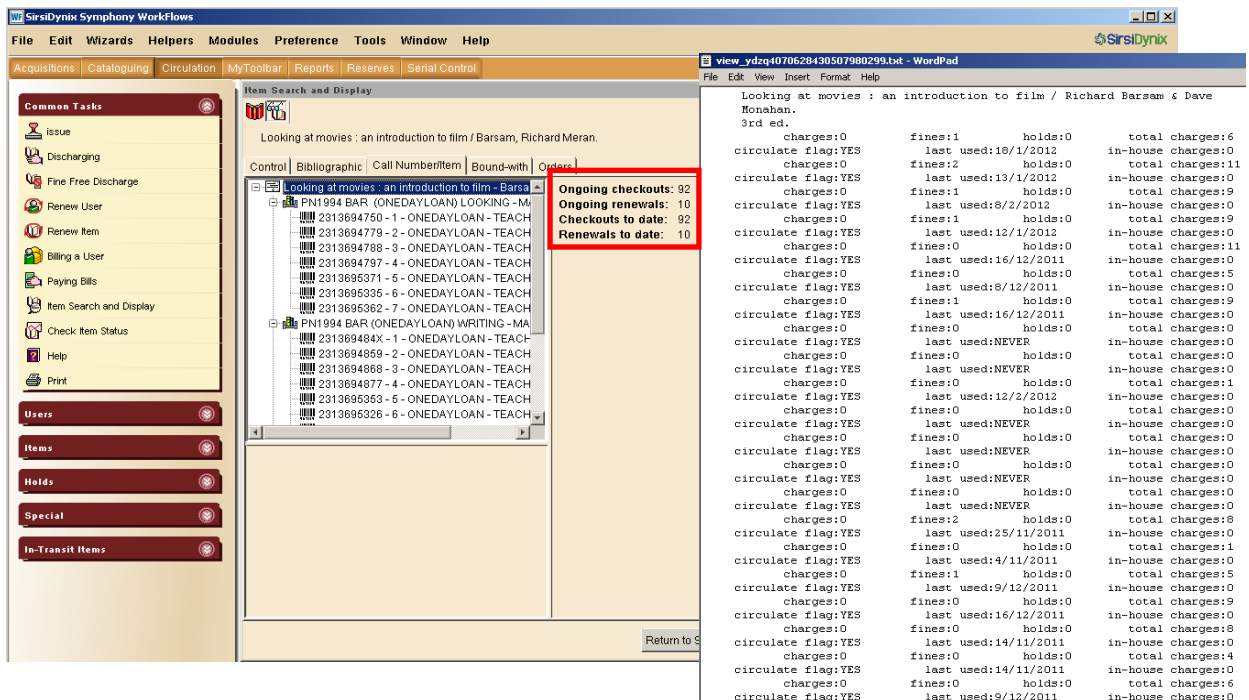 SirsiDynix Symphony WorkFlows
File Edit Wizards Helpers Modules Preference Tools Window Help
SirsiDynix
Acquisitions Cataloguing Circulation MyToolbar Reports Reserves Serial Control
Common Tasks
issue
Discharging
Fine Free Discharge
Renew User
Renew Item
Billing a User
Paying Bills
Item Search and Display
Check Item Status
Help
Print
Users
Items
Holds
Special
In-Transit Items
Item Search and Display
Looking at movies : an introduction to film / Barsam, Richard Meran.
Control Bibliographic Call Number/Item Bound-with Orders
Looking at movies : an introduction to film - Barsa
PN1994 BAR (ONEDAYLOAN) LOOKING - MA
2313694750 - 1 - ONEDAYLOAN - TEACH
2313694779 - 2 - ONEDAYLOAN - TEACH
2313694788 - 3 - ONEDAYLOAN - TEACH
2313694797 - 4 - ONEDAYLOAN - TEACH
2313695371 - 5 - ONEDAYLOAN - TEACH
2313695335 - 6 - ONEDAYLOAN - TEACH
2313695362 - 7 - ONEDAYLOAN - TEACH
PN1994 BAR (ONEDAYLOAN) WRITING - MA
231369484X - 1 - ONEDAYLOAN - TEACH
2313694859 - 2 - ONEDAYLOAN - TEACH
2313694868 - 3 - ONEDAYLOAN - TEACH
2313694877 - 4 - ONEDAYLOAN - TEACH
2313695353 - 5 - ONEDAYLOAN - TEACH
2313695326 - 6 - ONEDAYLOAN - TEACH
Ongoing checkouts: 92
Ongoing renewals: 10
Checkouts to date: 92
Renewals to date: 10
Return to S
view_ydzq4070628430507980299.txt - WordPad
File Edit View Insert Format Help
Looking at movies : an introduction to film / Richard Barsam & Dave
Monahan.
3rd ed.
charges:0 fines:1 holds:0 total charges:6
circulate flag:YES last used:18/1/2012 in-house charges:0
charges:0 fines:2 holds:0 total charges:11
circulate flag:YES last used:13/1/2012 in-house charges:0
charges:0 fines:1 holds:0 total charges:9
circulate flag:YES last used:8/2/2012 in-house charges:0
charges:0 fines:1 holds:0 total charges:9
circulate flag:YES last used:12/1/2012 in-house charges:0
charges:0 fines:0 holds:0 total charges:11
circulate flag:YES last used:16/12/2011 in-house charges:0
charges:0 fines:0 holds:0 total charges:5
circulate flag:YES last used:8/12/2011 in-house charges:0
charges:0 fines:1 holds:0 total charges:9
circulate flag:YES last used:16/12/2011 in-house charges:0
charges:0 fines:0 holds:0 total charges:0
circulate flag:YES last used:NEVER in-house charges:0
charges:0 fines:0 holds:0 total charges:0
circulate flag:YES last used:NEVER in-house charges:0
charges:0 fines:0 holds:0 total charges:1
circulate flag:YES last used:12/2/2012 in-house charges:0
charges:0 fines:0 holds:0 total charges:0
circulate flag:YES last used:NEVER in-house charges:0
charges:0 fines:0 holds:0 total charges:0
circulate flag:YES last used:NEVER in-house charges:0
charges:0 fines:0 holds:0 total charges:0
circulate flag:YES last used:NEVER in-house charges:0
charges:0 fines:0 holds:0 total charges:0
circulate flag:YES last used:NEVER in-house charges:0
charges:0 fines:2 holds:0 total charges:8
circulate flag:YES last used:25/11/2011 in-house charges:0
charges:0 fines:0 holds:0 total charges:1
circulate flag:YES last used:4/11/2011 in-house charges:0
charges:0 fines:1 holds:0 total charges:5
circulate flag:YES last used:9/12/2011 in-house charges:0
charges:0 fines:0 holds:0 total charges:9
circulate flag:YES last used:16/12/2011 in-house charges:0
charges:0 fines:0 holds:0 total charges:8
circulate flag:YES last used:14/11/2011 in-house charges:0
charges:0 fines:0 holds:0 total charges:4
circulate flag:YES last used:14/11/2011 in-house charges:0
charges:0 fines:0 holds:0 total charges:6
circulate flag:YES last used:9/12/2011 in-house charges:0